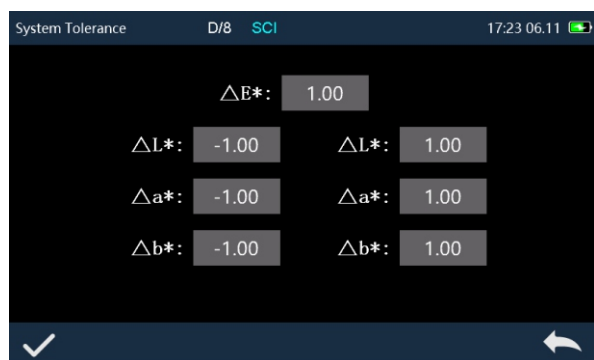 System Tolerance D/8 SCI 17:23 06.11
△E*: 1.00
△L*: -1.00 △L*: 1.00
△a*: -1.00 △a*: 1.00
△b*: -1.00 △b*: 1.00